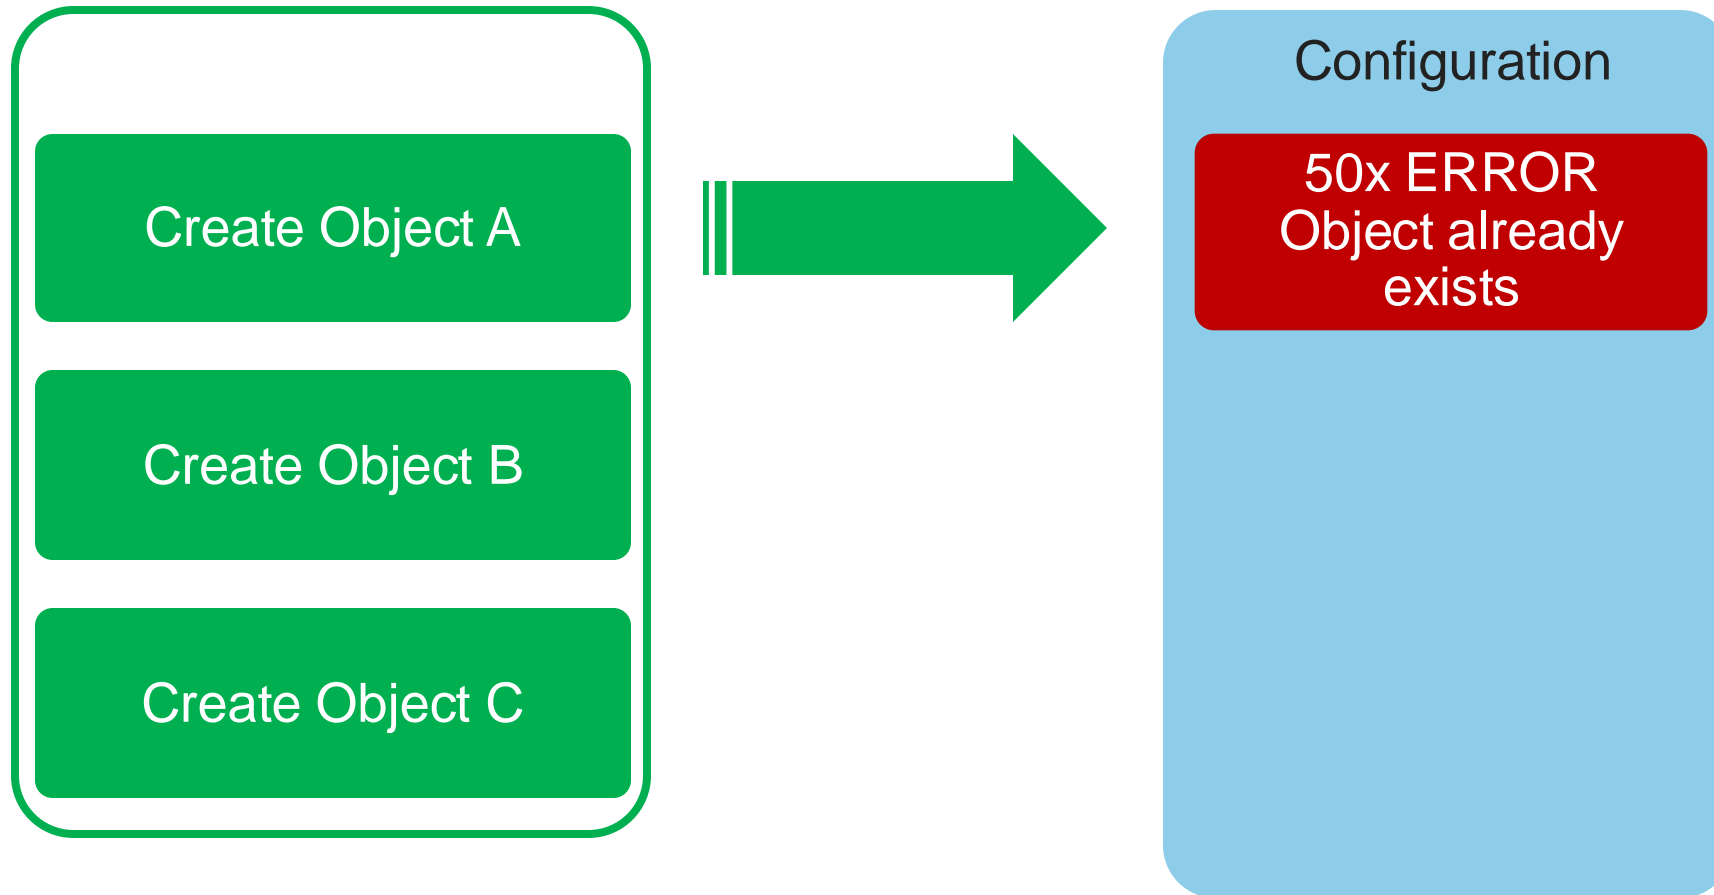 Configuration
Create Object A
50x ERROR
Object already
exists
Create Object B
Create Object C